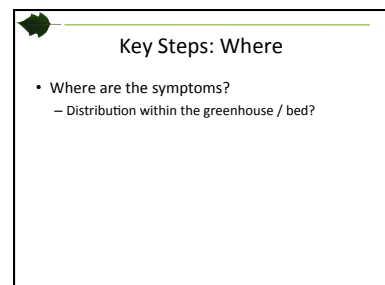 Key Steps: Where
• Where are the symptoms?
– Distribution within the greenhouse / bed?